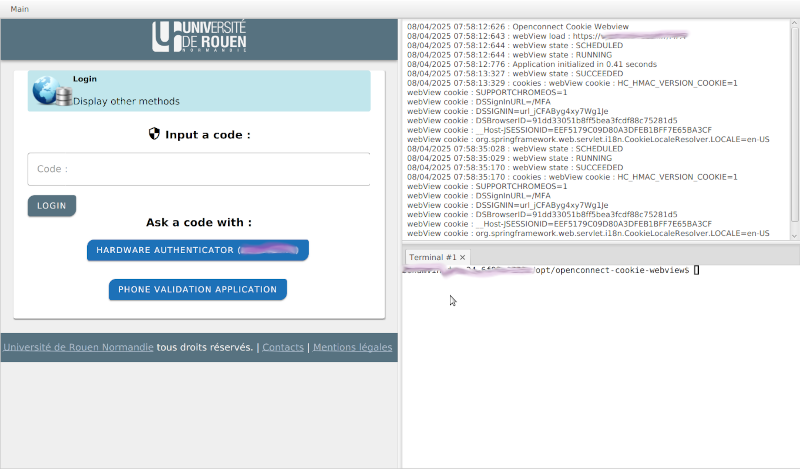 Main
UNIVERSITÉ
DE ROUEN
NORMANDIE
Login
Display other methods
Input a code :
Code :
LOGIN
Ask a code with :
HARDWARE AUTHENTICATOR (
PHONE VALIDATION APPLICATION
Université de Rouen Normandie tous droits réservés. | Contacts | Mentions légales
08/04/2025 07:58:12:626 : Openconnect Cookie Webview
08/04/2025 07:58:12:643 : webView load : https://
08/04/2025 07:58:12:644 : webView state : SCHEDULED
08/04/2025 07:58:12:644 : webView state : RUNNING
08/04/2025 07:58:12:776 : Application initialized in 0.41 seconds
08/04/2025 07:58:13:327 : webView state : SUCCEEDED
08/04/2025 07:58:13:329 : cookies : webView cookie : HC_HMAC_VERSION_COOKIE=1
webView cookie : SUPPORTCHROMEOS=1
webView cookie : DSSignInURL=/MFA
webView cookie : DSSIGNIN=url_jCFAByg4xy7Wg1Je
webView cookie : DSBrowserID=91dd33051b8ff5bea3fcdf88c75281d5
webView cookie : __Host-JSESSIONID=EEF5179C09D80A3DFEB1BFF7E65BA3CF
webView cookie : org.springframework.web.servlet.i18n.CookieLocaleResolver.LOCALE=en-US
08/04/2025 07:58:35:028 : webView state : SCHEDULED
08/04/2025 07:58:35:029 : webView state : RUNNING
08/04/2025 07:58:35:170 : webView state : SUCCEEDED
08/04/2025 07:58:35:170 : cookies : webView cookie : HC_HMAC_VERSION_COOKIE=1
webView cookie : SUPPORTCHROMEOS=1
webView cookie : DSSignInURL=/MFA
webView cookie : DSSIGNIN=url_jCFAByg4xy7Wg1Je
webView cookie : DSBrowserID=91dd33051b8ff5bea3fcdf88c75281d5
webView cookie : __Host-JSESSIONID=EEF5179C09D80A3DFEB1BFF7E65BA3CF
webView cookie : org.springframework.web.servlet.i18n.CookieLocaleResolver.LOCALE=en-US
Terminal #1
/opt/openconnect-cookie-webview$